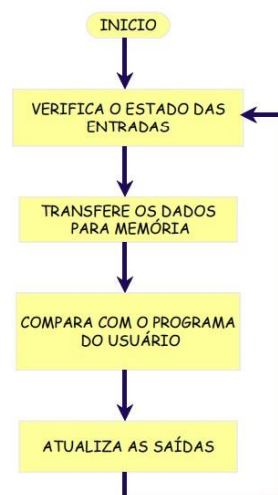 INICIO
VERIFICA O ESTADO DAS
ENTRADAS
TRANSFERE OS DADOS
PARA MEMÓRIA
COMPARA COM O PROGRAMA
DO USUÁRIO
ATUALIZA AS SAÍDAS